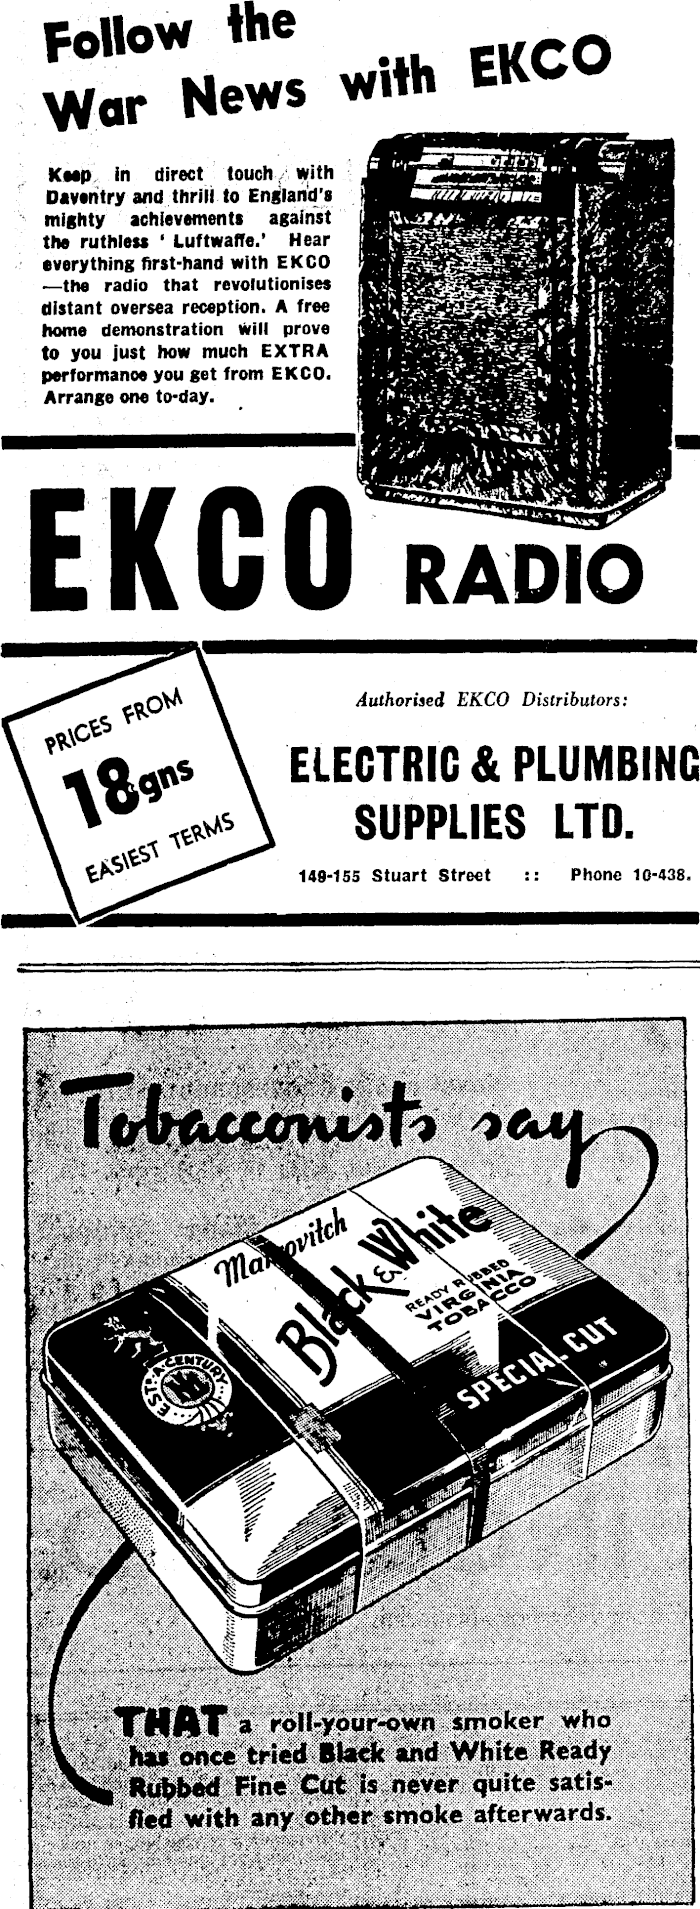 Follow the
War News with EKCO
Keep in direct touch with
Daventry and thrill to England's
mighty achievements against
the ruthless ' Luftwaffe.' Hear
everything first-hand with EKCO
—the radio that revolutionises
distant oversea reception. A free
home demonstration will prove
to you just how much EXTRA
performance you get from EKCO.
Arrange one to-day.
EKCO RADIO
PRICES FROM
18gns
EASIEST TERMS
Authorised EKCO Distributors:
ELECTRIC & PLUMBING
SUPPLIES LTD.
149-155 Stuart Street :: Phone 10-438.
Tobacconists say
Marcovitch
Black & White
READY RUBBED
VIRGINIA
TOBACCO
SPECIAL CUT
EST. A CENTURY
THAT a roll-your-own smoker who
has once tried Black and White Ready
Rubbed Fine Cut is never quite satis-
fied with any other smoke afterwards.